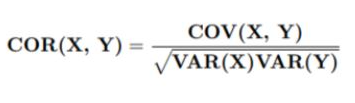 COR(X, Y) = COV(X, Y) / √VAR(X)VAR(Y)